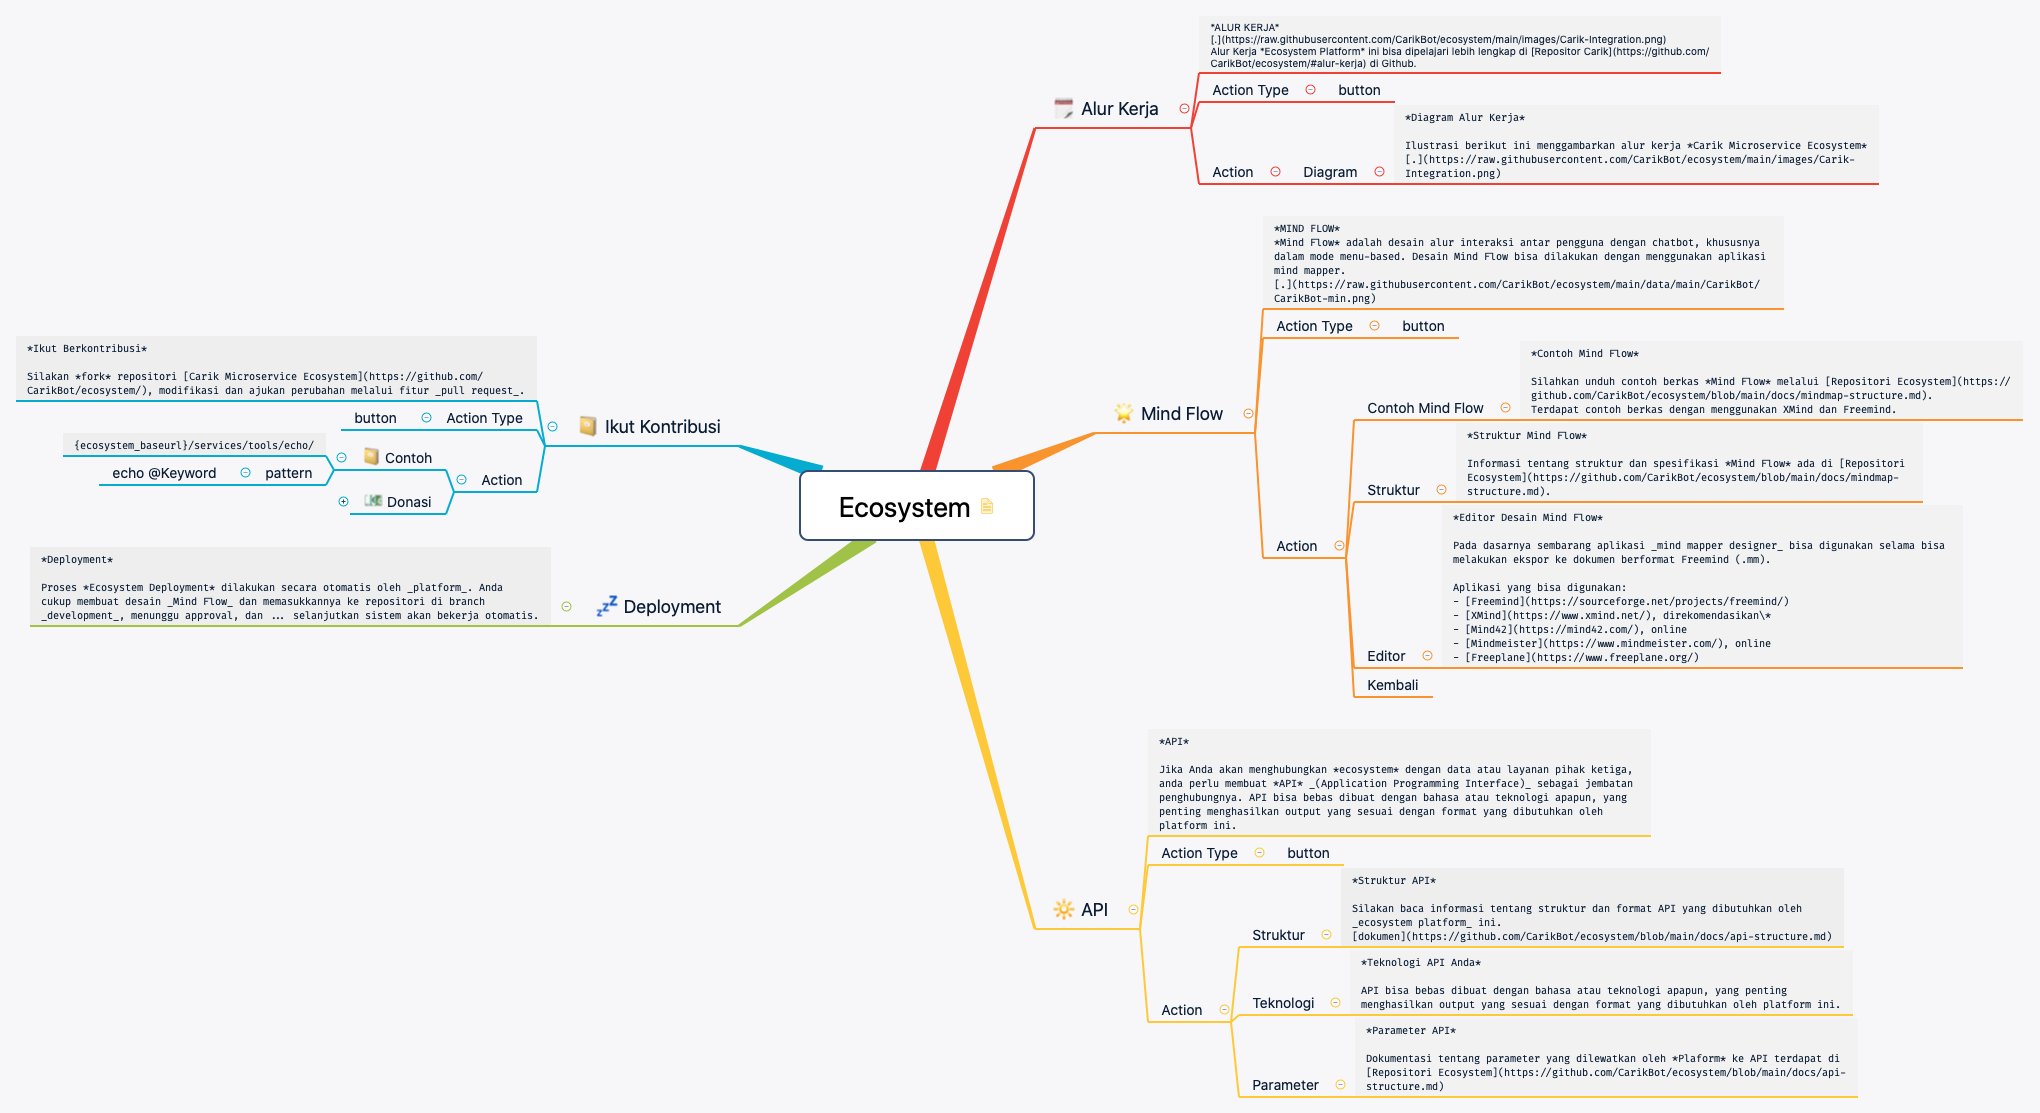 Ecosystem
Alur Kerja
*ALUR KERJA*
[.](https://raw.githubusercontent.com/CarikBot/ecosystem/main/images/Carik-Integration.png)
Alur Kerja *Ecosystem Platform* ini bisa dipelajari lebih lengkap di [Repositor Carik](https://github.com/
CarikBot/ecosystem/#alur-kerja) di Github.
Action Type
button
Action
Diagram
*Diagram Alur Kerja*
Ilustrasi berikut ini menggambarkan alur kerja *Carik Microservice Ecosystem*
[.](https://raw.githubusercontent.com/CarikBot/ecosystem/main/images/Carik-
Integration.png)
Mind Flow
*MIND FLOW*
*Mind Flow* adalah desain alur interaksi antar pengguna dengan chatbot, khususnya
dalam mode menu-based. Desain Mind Flow bisa dilakukan dengan menggunakan aplikasi
mind mapper.
[.](https://raw.githubusercontent.com/CarikBot/ecosystem/main/data/main/CarikBot/
CarikBot-min.png)
Action Type
button
Action
Contoh Mind Flow
*Contoh Mind Flow*
Silahkan unduh contoh berkas *Mind Flow* melalui [Repositori Ecosystem](https://
github.com/CarikBot/ecosystem/blob/main/docs/mindmap-structure.md).
Terdapat contoh berkas dengan menggunakan XMind dan Freemind.
Struktur
*Struktur Mind Flow*
Informasi tentang struktur dan spesifikasi *Mind Flow* ada di [Repositori
Ecosystem](https://github.com/CarikBot/ecosystem/blob/main/docs/mindmap-
structure.md).
Editor
*Editor Desain Mind Flow*
Pada dasarnya sembarang aplikasi _mind mapper designer_ bisa digunakan selama bisa
melakukan ekspor ke dokumen berformat Freemind (.mm).
Aplikasi yang bisa digunakan:
- [Freemind](https://sourceforge.net/projects/freemind/)
- [XMind](https://www.xmind.net/), direkomendasikan\*
- [Mind42](https://mind42.com/), online
- [Mindmeister](https://www.mindmeister.com/), online
- [Freeplane](https://www.freeplane.org/)
Kembali
API
*API*
Jika Anda akan menghubungkan *ecosystem* dengan data atau layanan pihak ketiga,
anda perlu membuat *API* _(Application Programming Interface)_ sebagai jembatan
penghubungnya. API bisa bebas dibuat dengan bahasa atau teknologi apapun, yang
penting menghasilkan output yang sesuai dengan format yang dibutuhkan oleh
platform ini.
Action Type
button
Action
Struktur
*Struktur API*
Silakan baca informasi tentang struktur dan format API yang dibutuhkan oleh
_ecosystem platform_ ini.
[dokumen](https://github.com/CarikBot/ecosystem/blob/main/docs/api-structure.md)
Teknologi
*Teknologi API Anda*
API bisa bebas dibuat dengan bahasa atau teknologi apapun, yang penting
menghasilkan output yang sesuai dengan format yang dibutuhkan oleh platform ini.
Parameter
*Parameter API*
Dokumentasi tentang parameter yang dilewatkan oleh *Plaform* ke API terdapat di
[Repositori Ecosystem](https://github.com/CarikBot/ecosystem/blob/main/docs/api-
structure.md)
Ikut Kontribusi
*Ikut Berkontribusi*
Silakan *fork* repositori [Carik Microservice Ecosystem](https://github.com/
CarikBot/ecosystem/), modifikasi dan ajukan perubahan melalui fitur _pull request_.
Action Type
button
Action
Contoh
{ecosystem_baseurl}/services/tools/echo/
pattern
echo @Keyword
Donasi
Deployment
*Deployment*
Proses *Ecosystem Deployment* dilakukan secara otomatis oleh _platform_. Anda
cukup membuat desain _Mind Flow_ dan memasukkannya ke repositori di branch
_development_, menunggu approval, dan ... selanjutkan sistem akan bekerja otomatis.